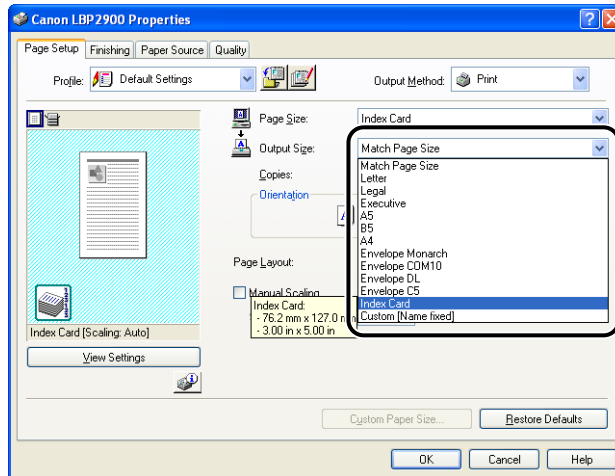 Canon LBP2900 Properties
Page Setup Finishing Paper Source Quality
Profile: Default Settings Output Method: Print
Page Size: Index Card
Output Size: Match Page Size
Copies:
Match Page Size
Letter
Legal
Executive
A5
B5
A4
Envelope Monarch
Envelope COM10
Envelope DL
Envelope C5
Index Card
Custom [Name fixed]
Orientation
A
Page Layout:
Manual Scaling
Index Card:
- 76.2 mm x 127.0 mm
- 3.00 in x 5.00 in
Index Card [Scaling: Auto]
View Settings
Custom Paper Size... Restore Defaults
OK Cancel Help